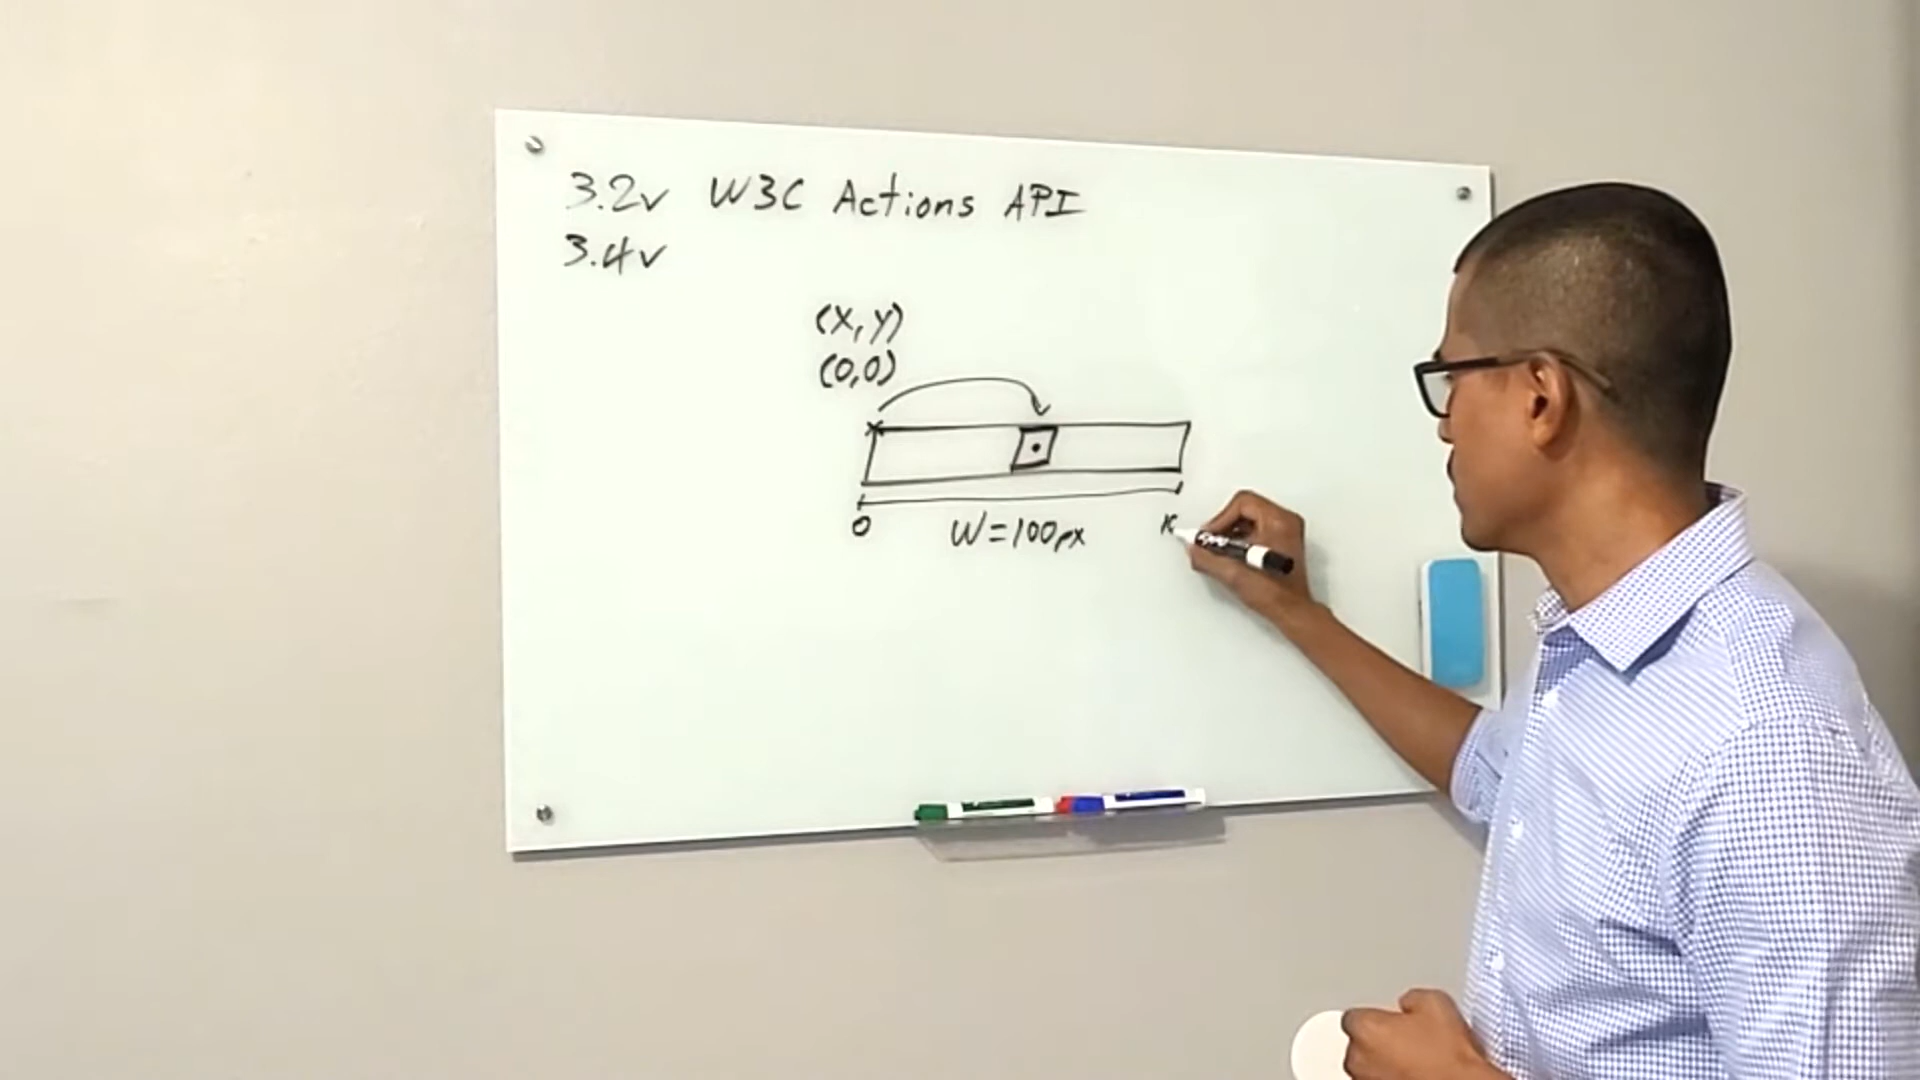 3.2v W3C Actions API
3.4v
(X, Y)
(0,0)
0 W=100px